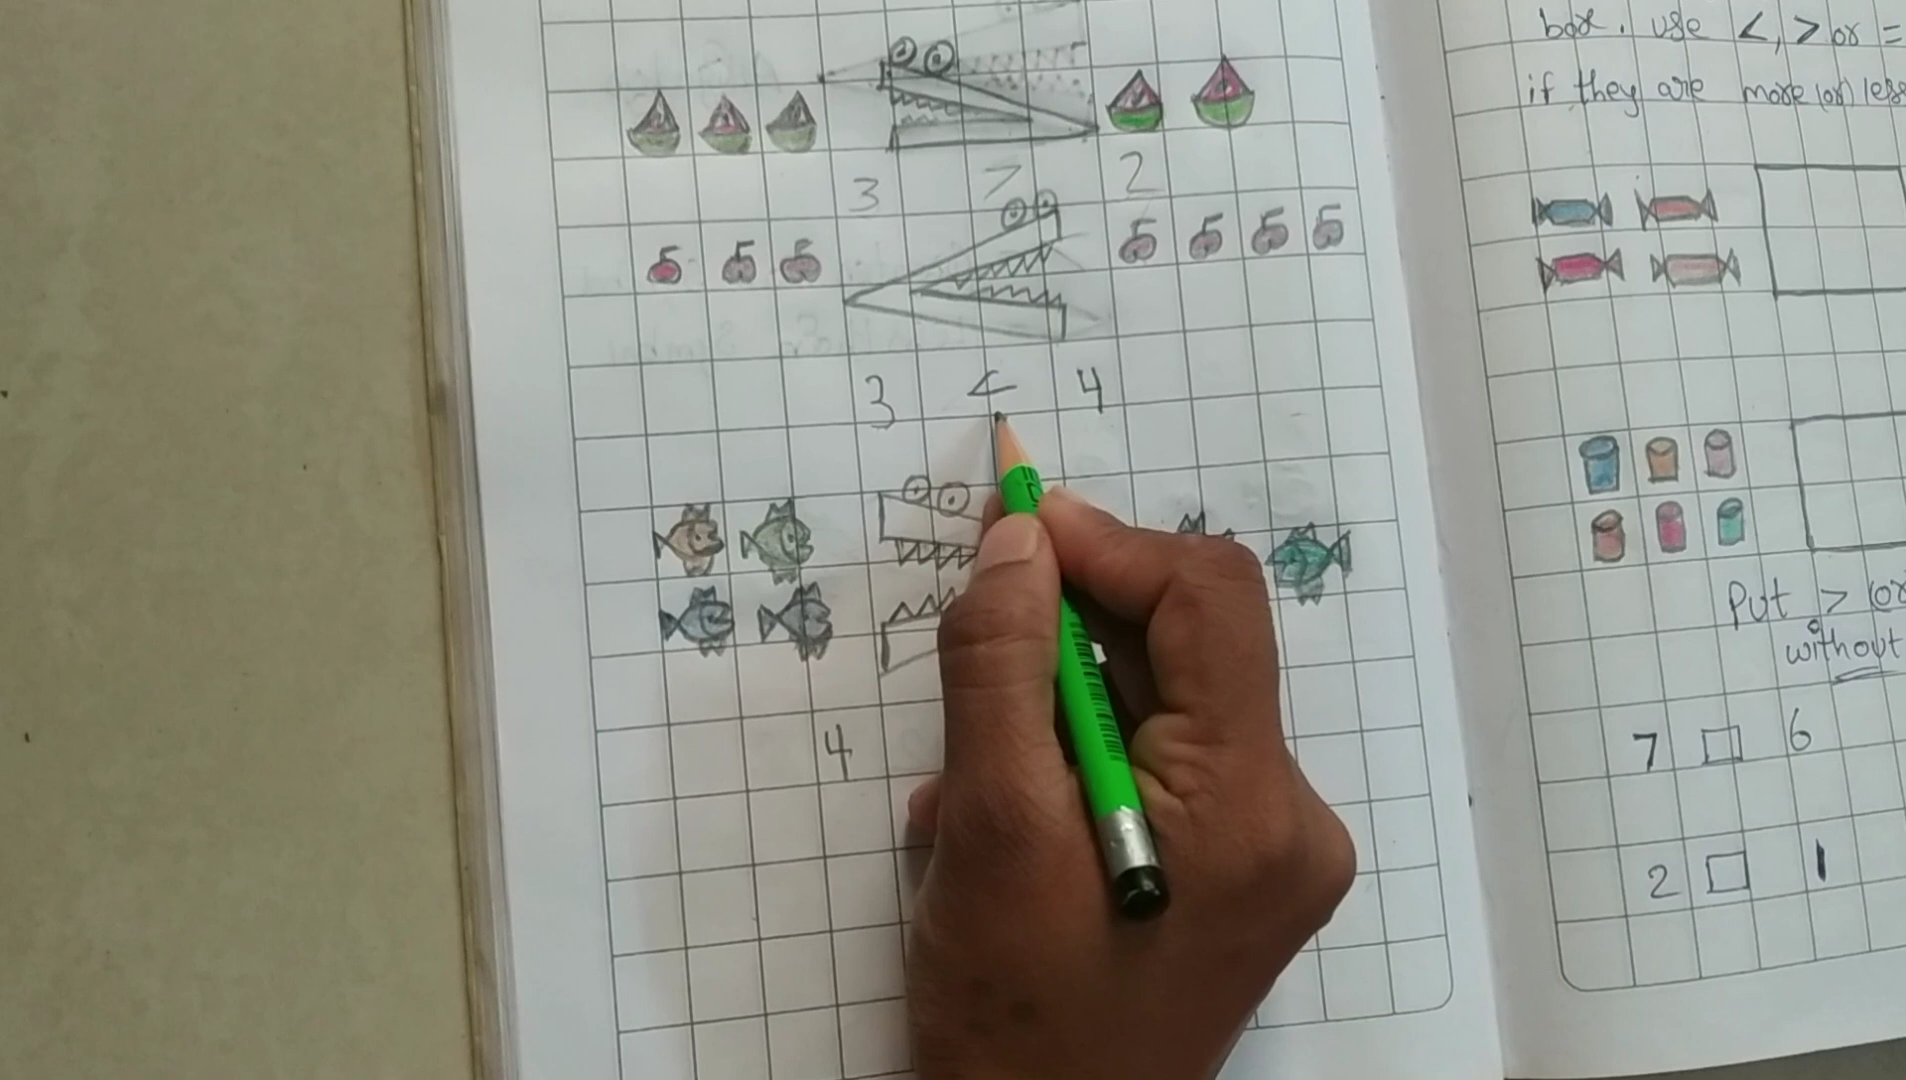 3 > 2
3 < 4
4
box. use <, > or =
if they are more (or) less
Put > (or
without
7 □ 6
2 □ 1